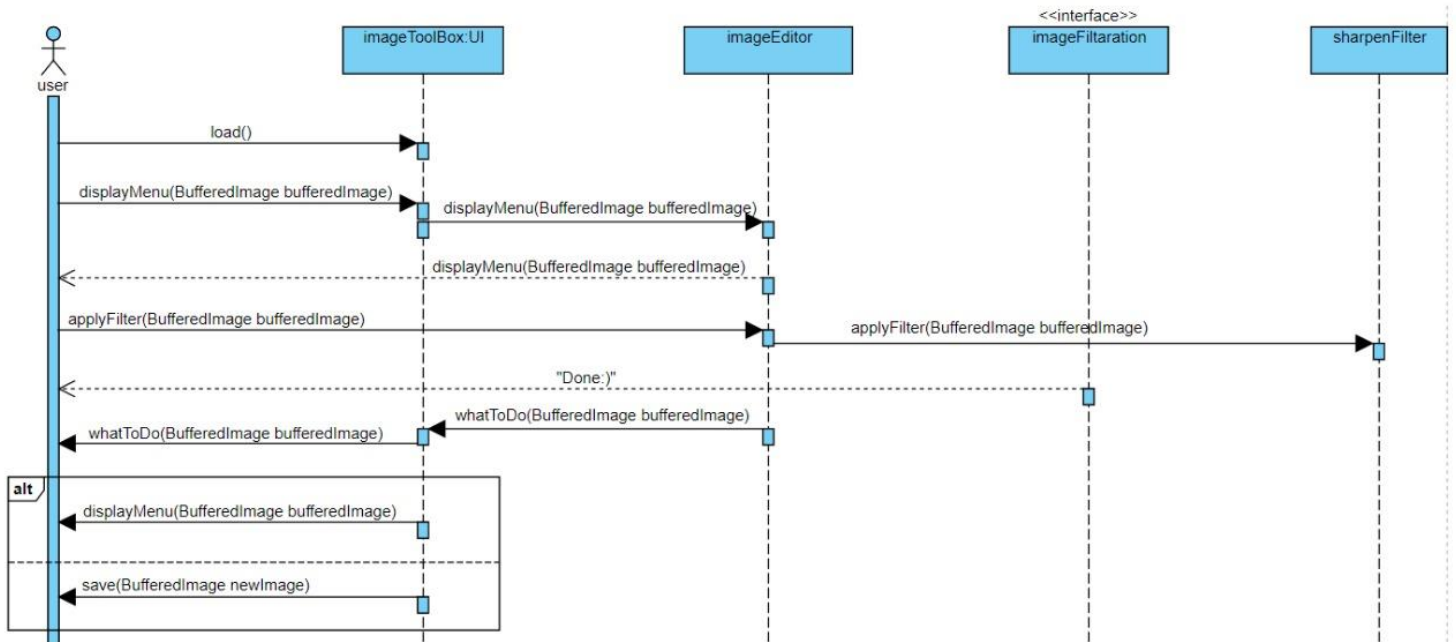 <<interface>>
imageToolBox:UI
imageEditor
imageFiltaration
sharpenFilter
user
load()
displayMenu(BufferedImage bufferedImage)
displayMenu(BufferedImage bufferedImage)
displayMenu(BufferedImage bufferedImage)
applyFilter(BufferedImage bufferedImage)
applyFilter(BufferedImage bufferedImage)
"Done:)"
whatToDo(BufferedImage bufferedImage)
whatToDo(BufferedImage bufferedImage)
alt
displayMenu(BufferedImage bufferedImage)
save(BufferedImage newImage)